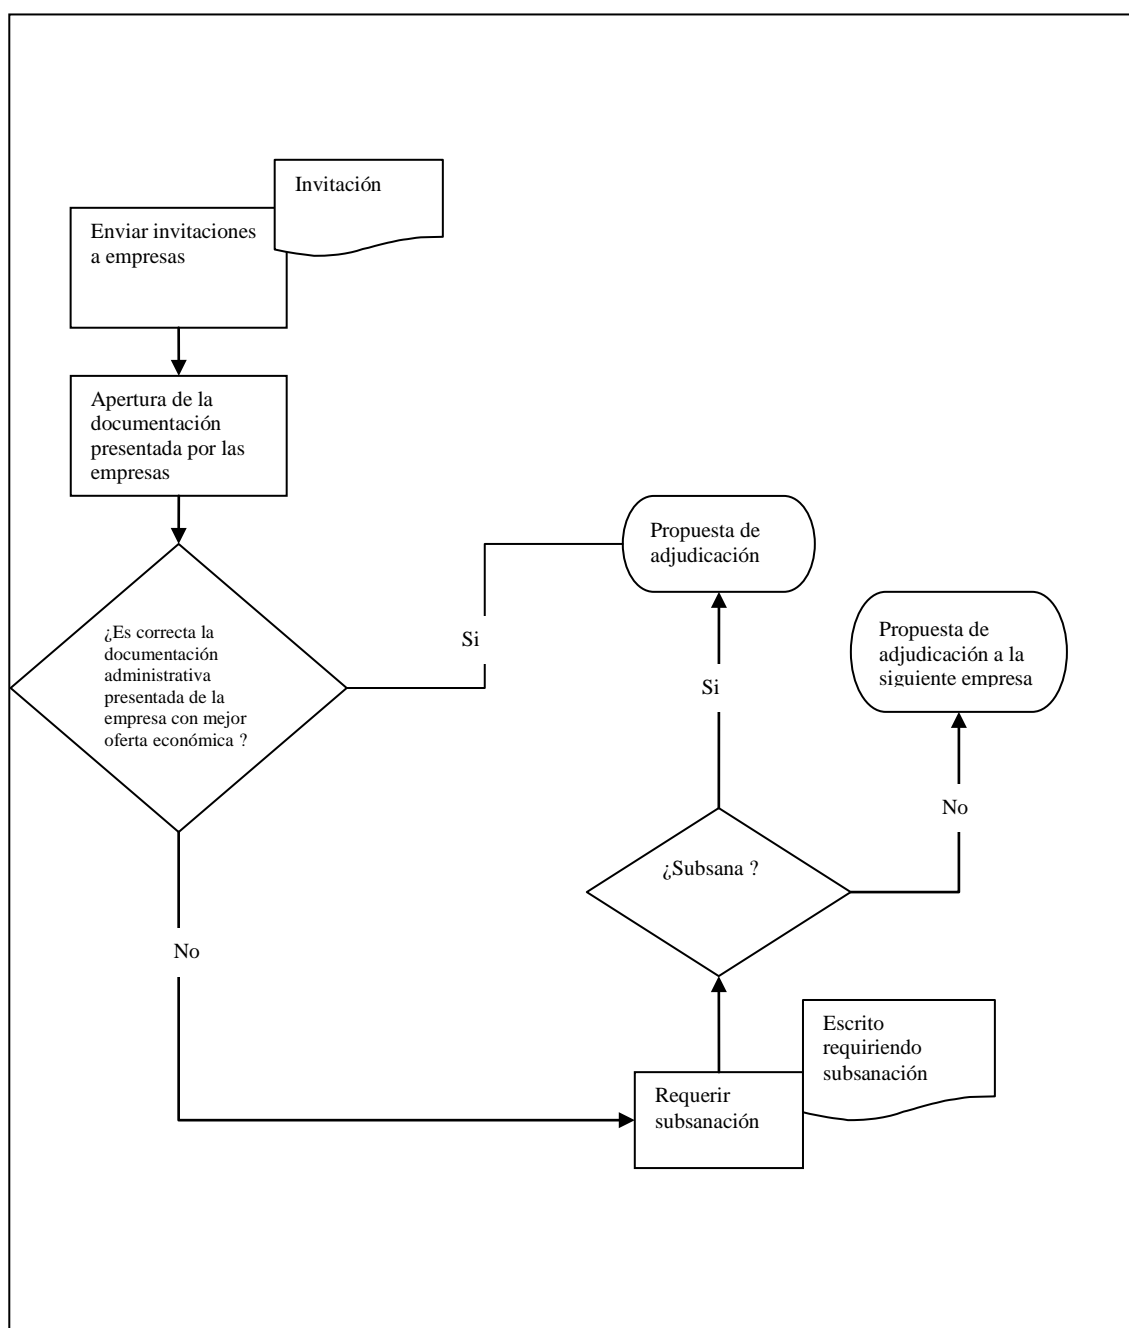 Invitación
Enviar invitaciones
a empresas
Apertura de la
documentación
presentada por las
empresas
Propuesta de
adjudicación
Propuesta de
adjudicación a la
siguiente empresa
¿Es correcta la
documentación
administrativa
presentada de la
empresa con mejor
oferta económica ?
Si
Si
No
¿Subsana ?
No
Escrito
requiriendo
subsanación
Requerir
subsanación